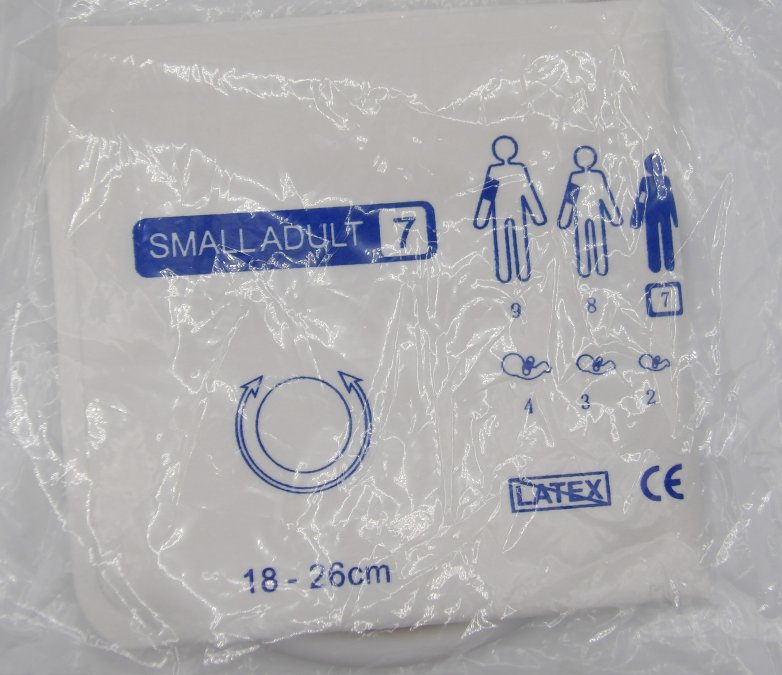 SMALL ADULT 7
9 8 7
4 3 2
LATEX CE
18 - 26cm